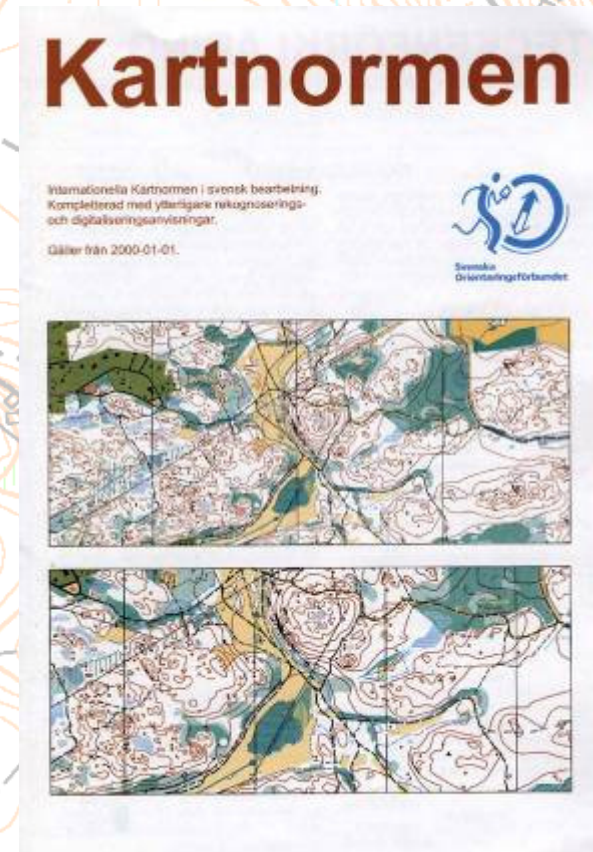 Kartnormen
Internationella Kartnormen i svensk bearbetning.
Kompletterad med ytterligare rekognoserings-
och digitaliseringsanvisningar.
Gäller från 2000-01-01.
Svenska
Orienteringsförbundet